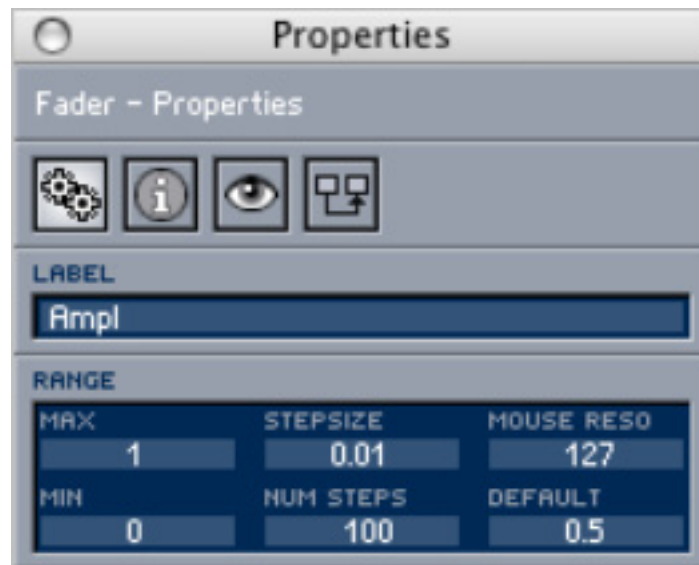 Properties
Fader - Properties
LABEL
Ampl
RANGE
MAX STEPSIZE MOUSE RESO
1 0.01 127
MIN NUM STEPS DEFAULT
0 100 0.5